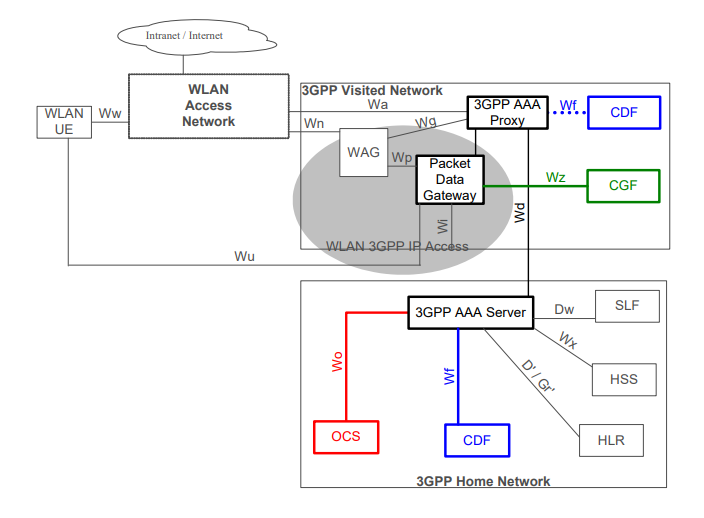 Intranet / Internet
WLAN
Access
Network
3GPP Visited Network
Wa
3GPP AAA
Proxy
Wf
CDF
WLAN
UE
Ww
Wn
Wg
WAG
Wp
Packet
Data
Gateway
Wz
CGF
Wd
Wi
WLAN 3GPP IP Access
Wu
3GPP AAA Server
Dw
SLF
Wx
HSS
Wo
Wf
D' / Gr'
OCS
CDF
HLR
3GPP Home Network